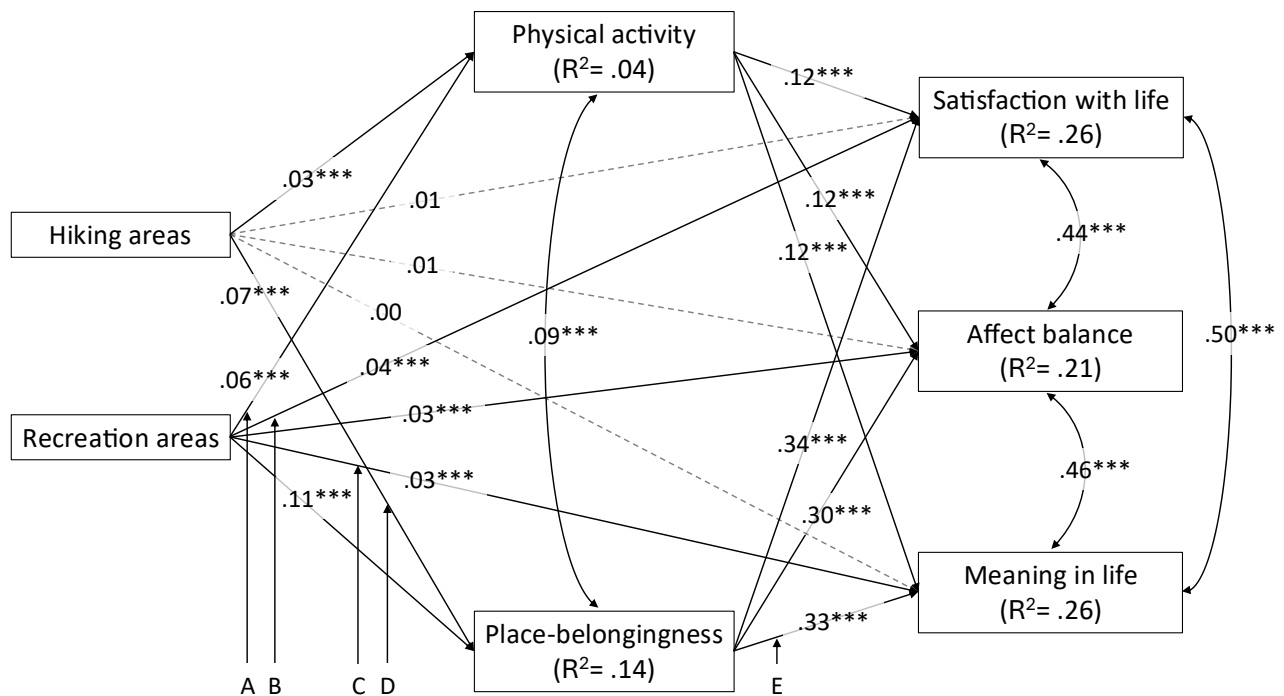 Physical activity
(R²= .04)
.12***
Satisfaction with life
(R²= .26)
.03***
.01
.12***
Hiking areas
.44***
.12***
.01
.07***
.00
Affect balance
(R²= .21)
.50***
.09***
.04***
.06***
.03***
Recreation areas
.34***
.46***
.03***
.11***
.30***
Meaning in life
(R²= .26)
Place-belongingness
(R²= .14)
.33***
A B C D E